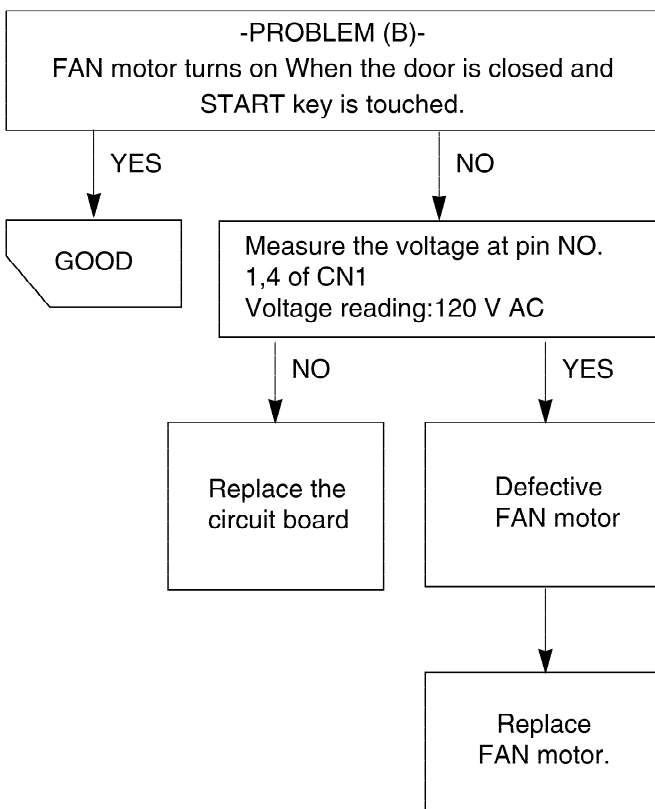 -PROBLEM (B)-
FAN motor turns on When the door is closed and
START key is touched.
YES
NO
GOOD
Measure the voltage at pin NO.
1,4 of CN1
Voltage reading:120 V AC
NO
YES
Replace the
circuit board
Defective
FAN motor
Replace
FAN motor.